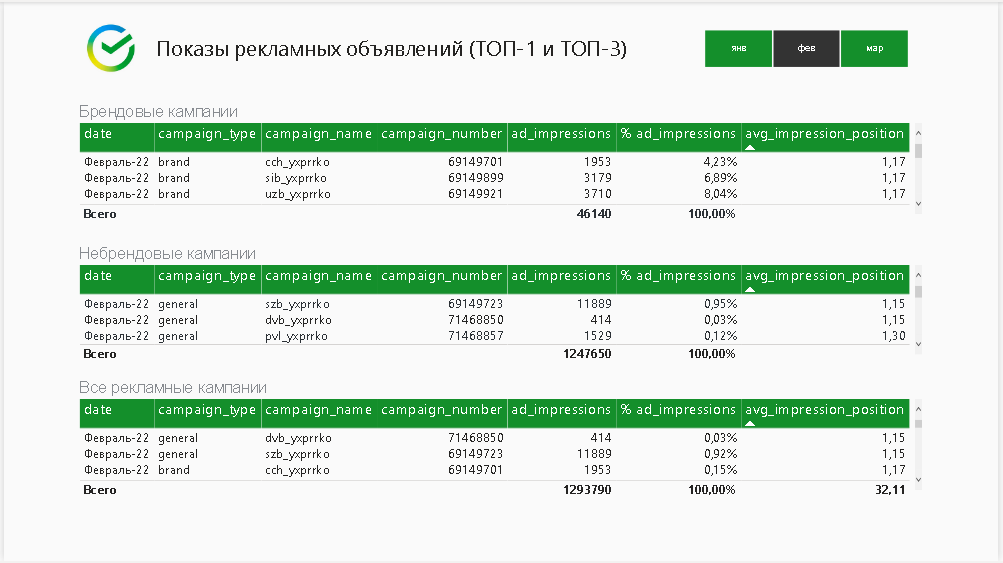 Показы рекламных объявлений (ТОП-1 и ТОП-3)
янв фев мар
Брендовые кампании
date campaign_type campaign_name campaign_number ad_impressions % ad_impressions avg_impression_position
Февраль-22 brand cch_yxprrko 69149701 1953 4,23% 1,17
Февраль-22 brand sib_yxprrko 69149899 3179 6,89% 1,17
Февраль-22 brand uzb_yxprrko 69149921 3710 8,04% 1,17
Всего 46140 100,00%
Небрендовые кампании
date campaign_type campaign_name campaign_number ad_impressions % ad_impressions avg_impression_position
Февраль-22 general szb_yxprrko 69149723 11889 0,95% 1,15
Февраль-22 general dvb_yxprrko 71468850 414 0,03% 1,15
Февраль-22 general pvl_yxprrko 71468857 1529 0,12% 1,30
Всего 1247650 100,00%
Все рекламные кампании
date campaign_type campaign_name campaign_number ad_impressions % ad_impressions avg_impression_position
Февраль-22 general dvb_yxprrko 71468850 414 0,03% 1,15
Февраль-22 general szb_yxprrko 69149723 11889 0,92% 1,15
Февраль-22 brand cch_yxprrko 69149701 1953 0,15% 1,17
Всего 1293790 100,00% 32,11